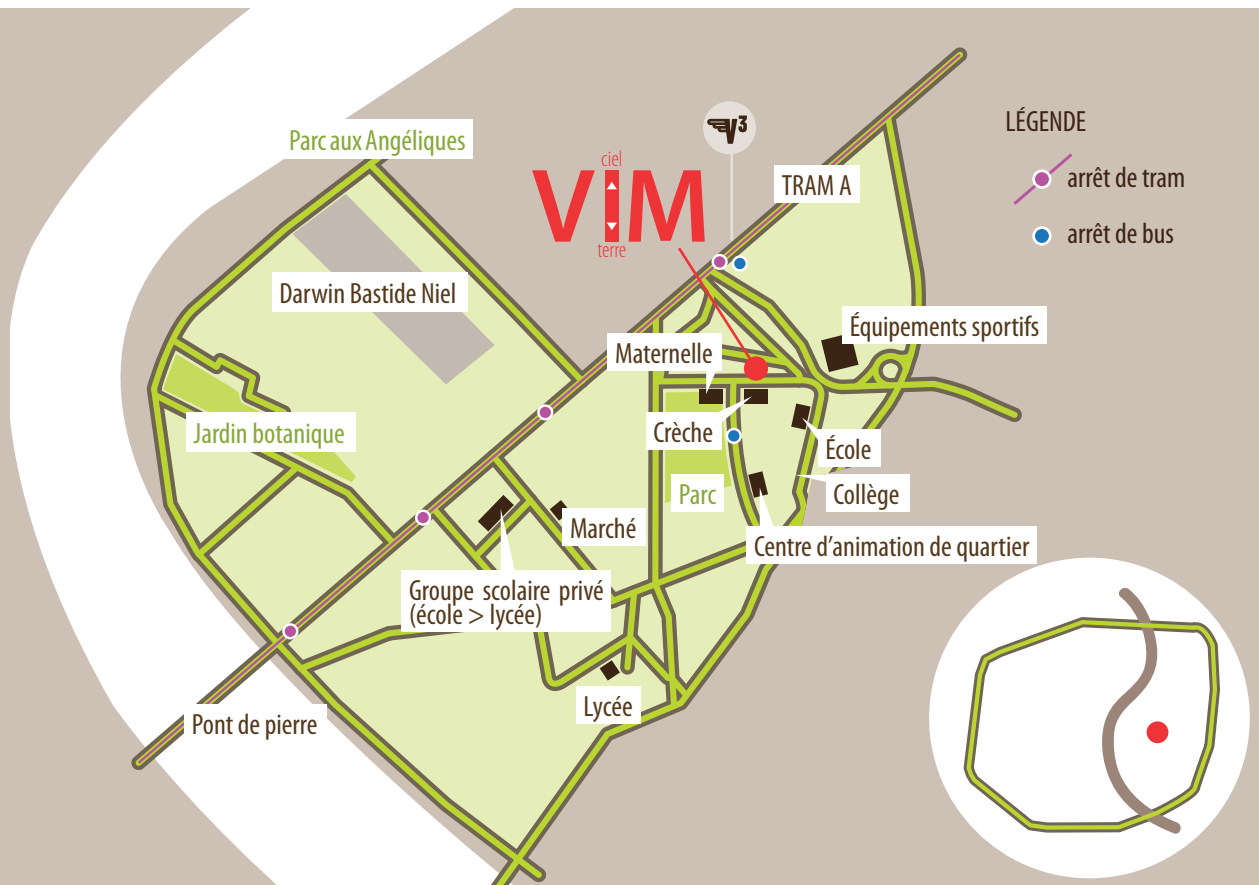 Parc aux Angéliques
V3
ciel
ViM
terre
TRAM A
LÉGENDE
arrêt de tram
arrêt de bus
Darwin Bastide Niel
Équipements sportifs
Maternelle
Jardin botanique
Crèche
École
Parc
Collège
Marché
Centre d'animation de quartier
Groupe scolaire privé
(école > lycée)
Lycée
Pont de pierre